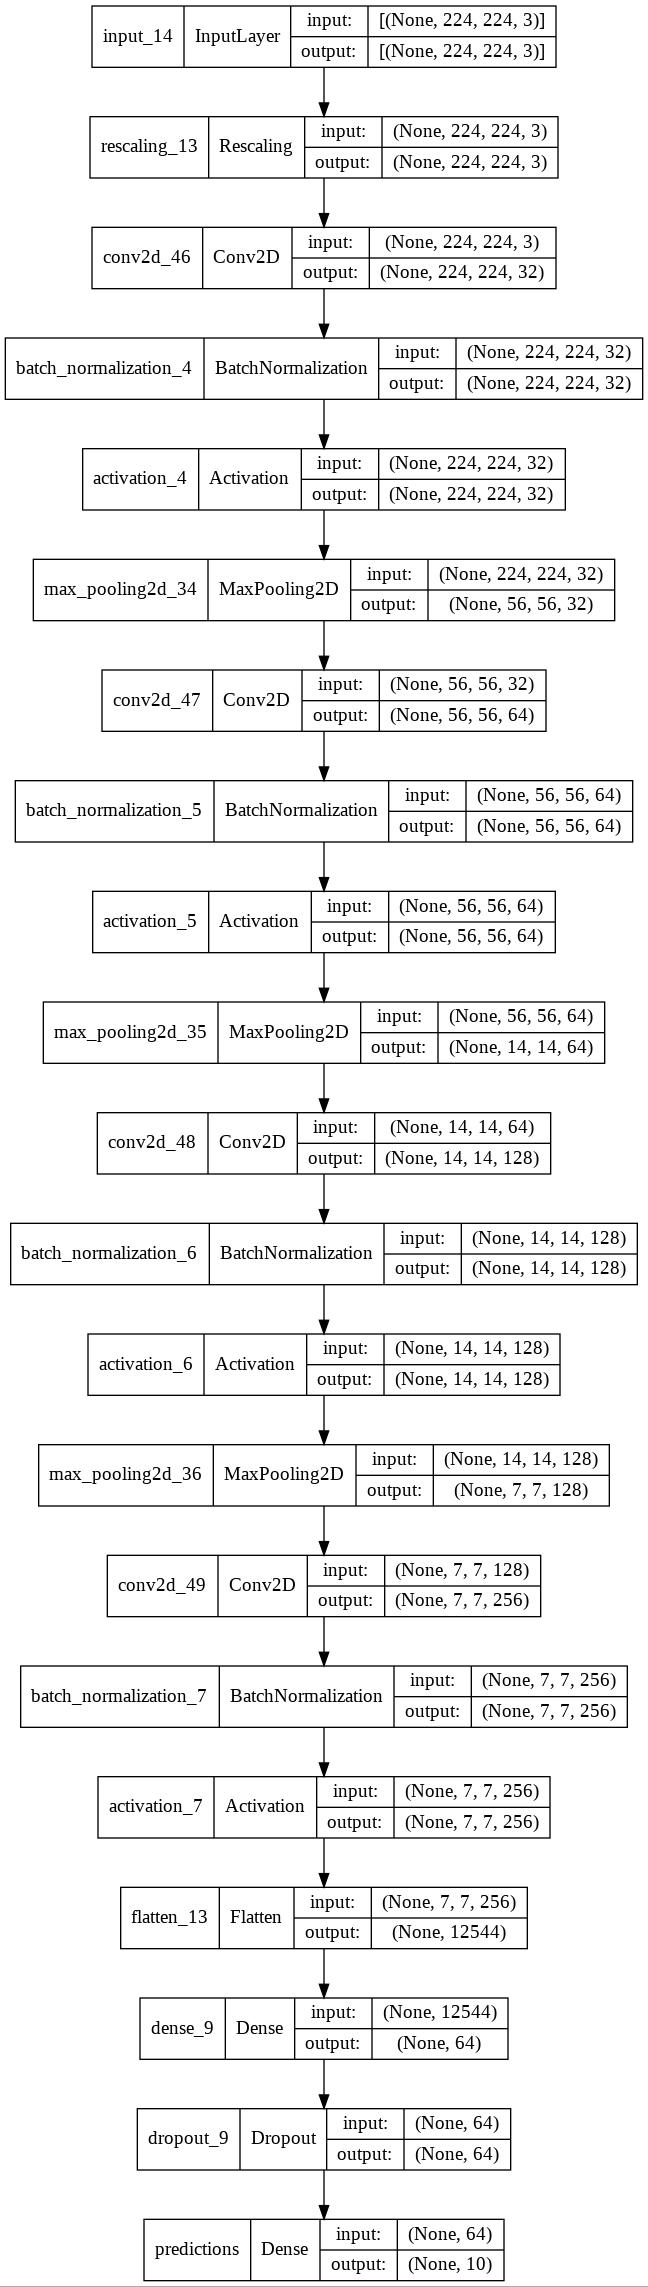 input_14 InputLayer input: [(None, 224, 224, 3)]
output: [(None, 224, 224, 3)]
rescaling_13 Rescaling input: (None, 224, 224, 3)
output: (None, 224, 224, 3)
conv2d_46 Conv2D input: (None, 224, 224, 3)
output: (None, 224, 224, 32)
batch_normalization_4 BatchNormalization input: (None, 224, 224, 32)
output: (None, 224, 224, 32)
activation_4 Activation input: (None, 224, 224, 32)
output: (None, 224, 224, 32)
max_pooling2d_34 MaxPooling2D input: (None, 224, 224, 32)
output: (None, 56, 56, 32)
conv2d_47 Conv2D input: (None, 56, 56, 32)
output: (None, 56, 56, 64)
batch_normalization_5 BatchNormalization input: (None, 56, 56, 64)
output: (None, 56, 56, 64)
activation_5 Activation input: (None, 56, 56, 64)
output: (None, 56, 56, 64)
max_pooling2d_35 MaxPooling2D input: (None, 56, 56, 64)
output: (None, 14, 14, 64)
conv2d_48 Conv2D input: (None, 14, 14, 64)
output: (None, 14, 14, 128)
batch_normalization_6 BatchNormalization input: (None, 14, 14, 128)
output: (None, 14, 14, 128)
activation_6 Activation input: (None, 14, 14, 128)
output: (None, 14, 14, 128)
max_pooling2d_36 MaxPooling2D input: (None, 14, 14, 128)
output: (None, 7, 7, 128)
conv2d_49 Conv2D input: (None, 7, 7, 128)
output: (None, 7, 7, 256)
batch_normalization_7 BatchNormalization input: (None, 7, 7, 256)
output: (None, 7, 7, 256)
activation_7 Activation input: (None, 7, 7, 256)
output: (None, 7, 7, 256)
flatten_13 Flatten input: (None, 7, 7, 256)
output: (None, 12544)
dense_9 Dense input: (None, 12544)
output: (None, 64)
dropout_9 Dropout input: (None, 64)
output: (None, 64)
predictions Dense input: (None, 64)
output: (None, 10)